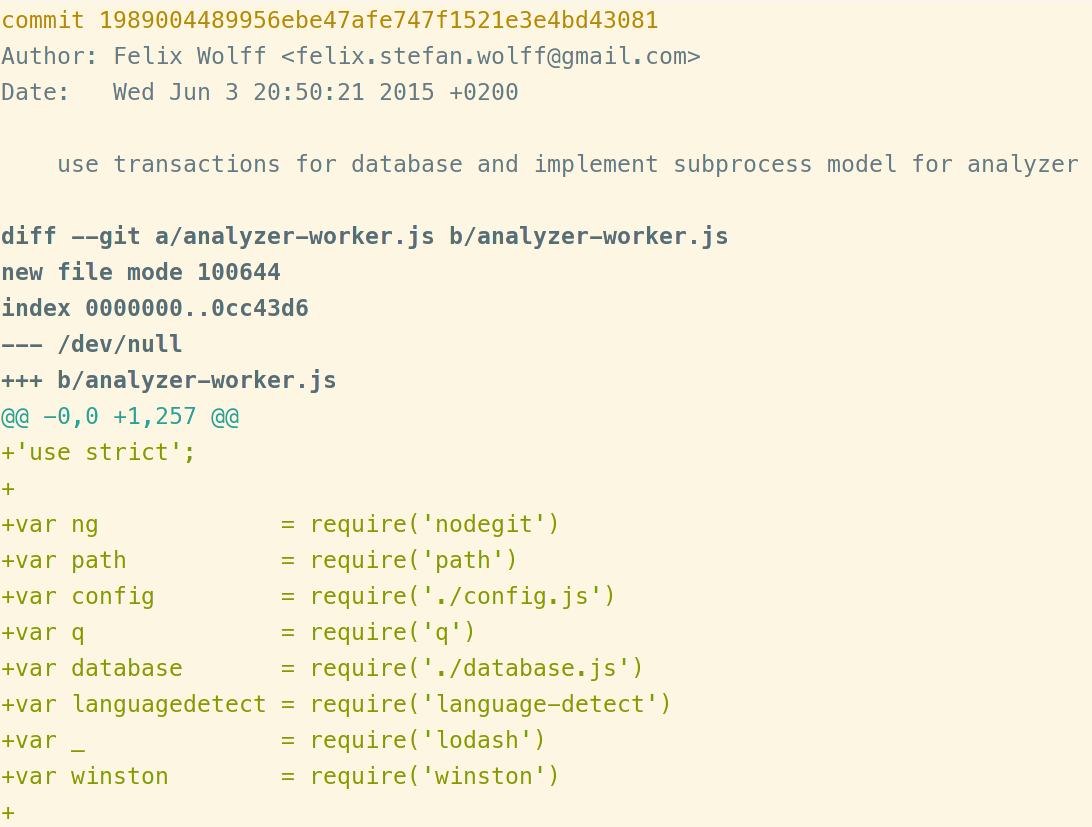 commit 1989004489956ebe47afe747f1521e3e4bd43081
Author: Felix Wolff <felix.stefan.wolff@gmail.com>
Date:   Wed Jun 3 20:50:21 2015 +0200

    use transactions for database and implement subprocess model for analyzer

diff --git a/analyzer-worker.js b/analyzer-worker.js
new file mode 100644
index 0000000..0cc43d6
--- /dev/null
+++ b/analyzer-worker.js
@@ -0,0 +1,257 @@
+'use strict';
+
+var ng             = require('nodegit')
+var path           = require('path')
+var config         = require('./config.js')
+var q              = require('q')
+var database       = require('./database.js')
+var languagedetect = require('language-detect')
+var _              = require('lodash')
+var winston        = require('winston')
+